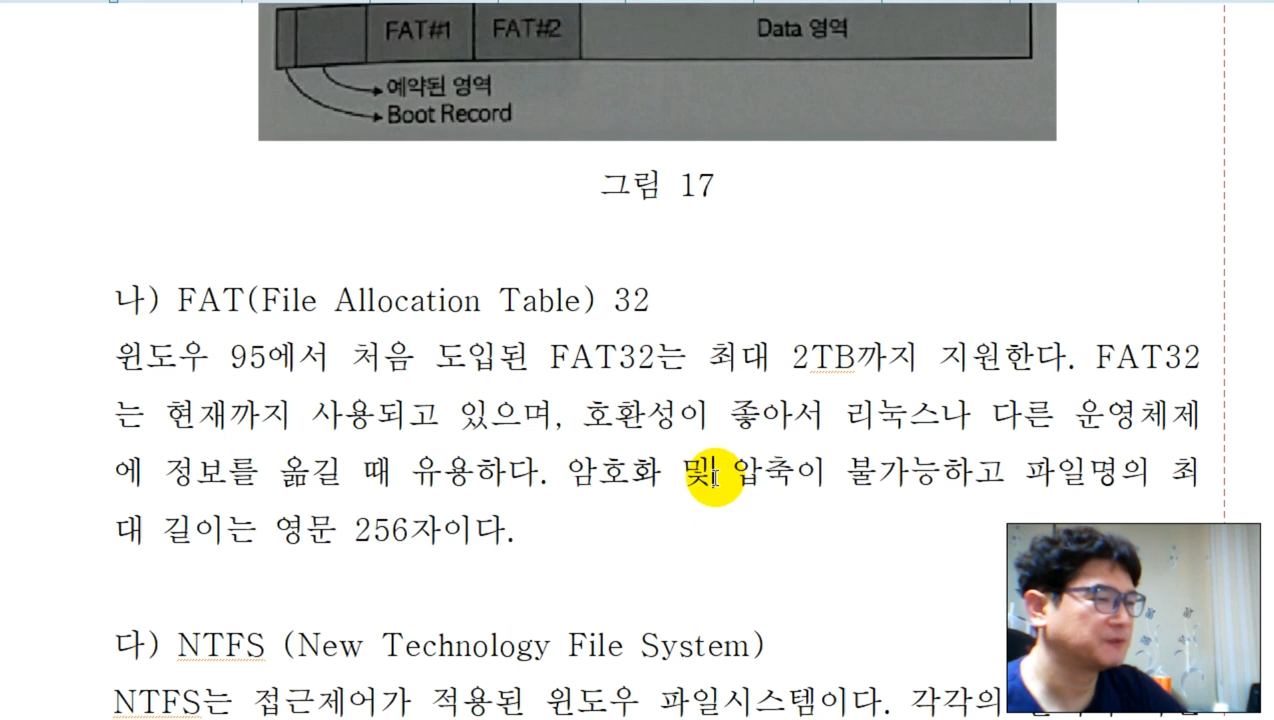 FAT#1 FAT#2 Data 영역
예약된 영역
Boot Record
그림 17
나) FAT(File Allocation Table) 32
윈도우 95에서 처음 도입된 FAT32는 최대 2TB까지 지원한다. FAT32
는 현재까지 사용되고 있으며, 호환성이 좋아서 리눅스나 다른 운영체제
에 정보를 옮길 때 유용하다. 암호화 및 압축이 불가능하고 파일명의 최
대 길이는 영문 256자이다.
다) NTFS (New Technology File System)
NTFS는 접근제어가 적용된 윈도우 파일시스템이다. 각각의